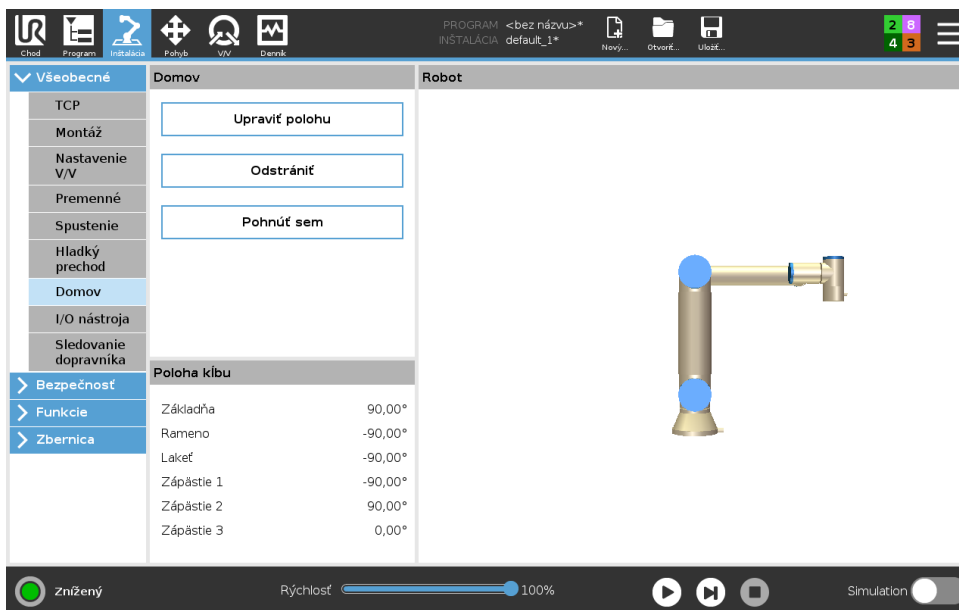 PROGRAM <bez názvu>*
INŠTALÁCIA default_1*
Chod
Program
Inštalácia
Pohyb
V/V
Denník
Nový...
Otvoriť...
Uložiť...
2 8
4 3
Všeobecné
TCP
Montáž
Nastavenie
V/V
Premenné
Spustenie
Hladký
prechod
Domov
I/O nástroja
Sledovanie
dopravníka
Bezpečnosť
Funkcie
Zbernica
Domov
Upraviť polohu
Odstrániť
Pohnúť sem
Poloha kĺbu
Základňa 90,00°
Rameno -90,00°
Lakeť -90,00°
Zápästie 1 -90,00°
Zápästie 2 90,00°
Zápästie 3 0,00°
Robot
Znížený
Rýchlosť 100%
Simulation